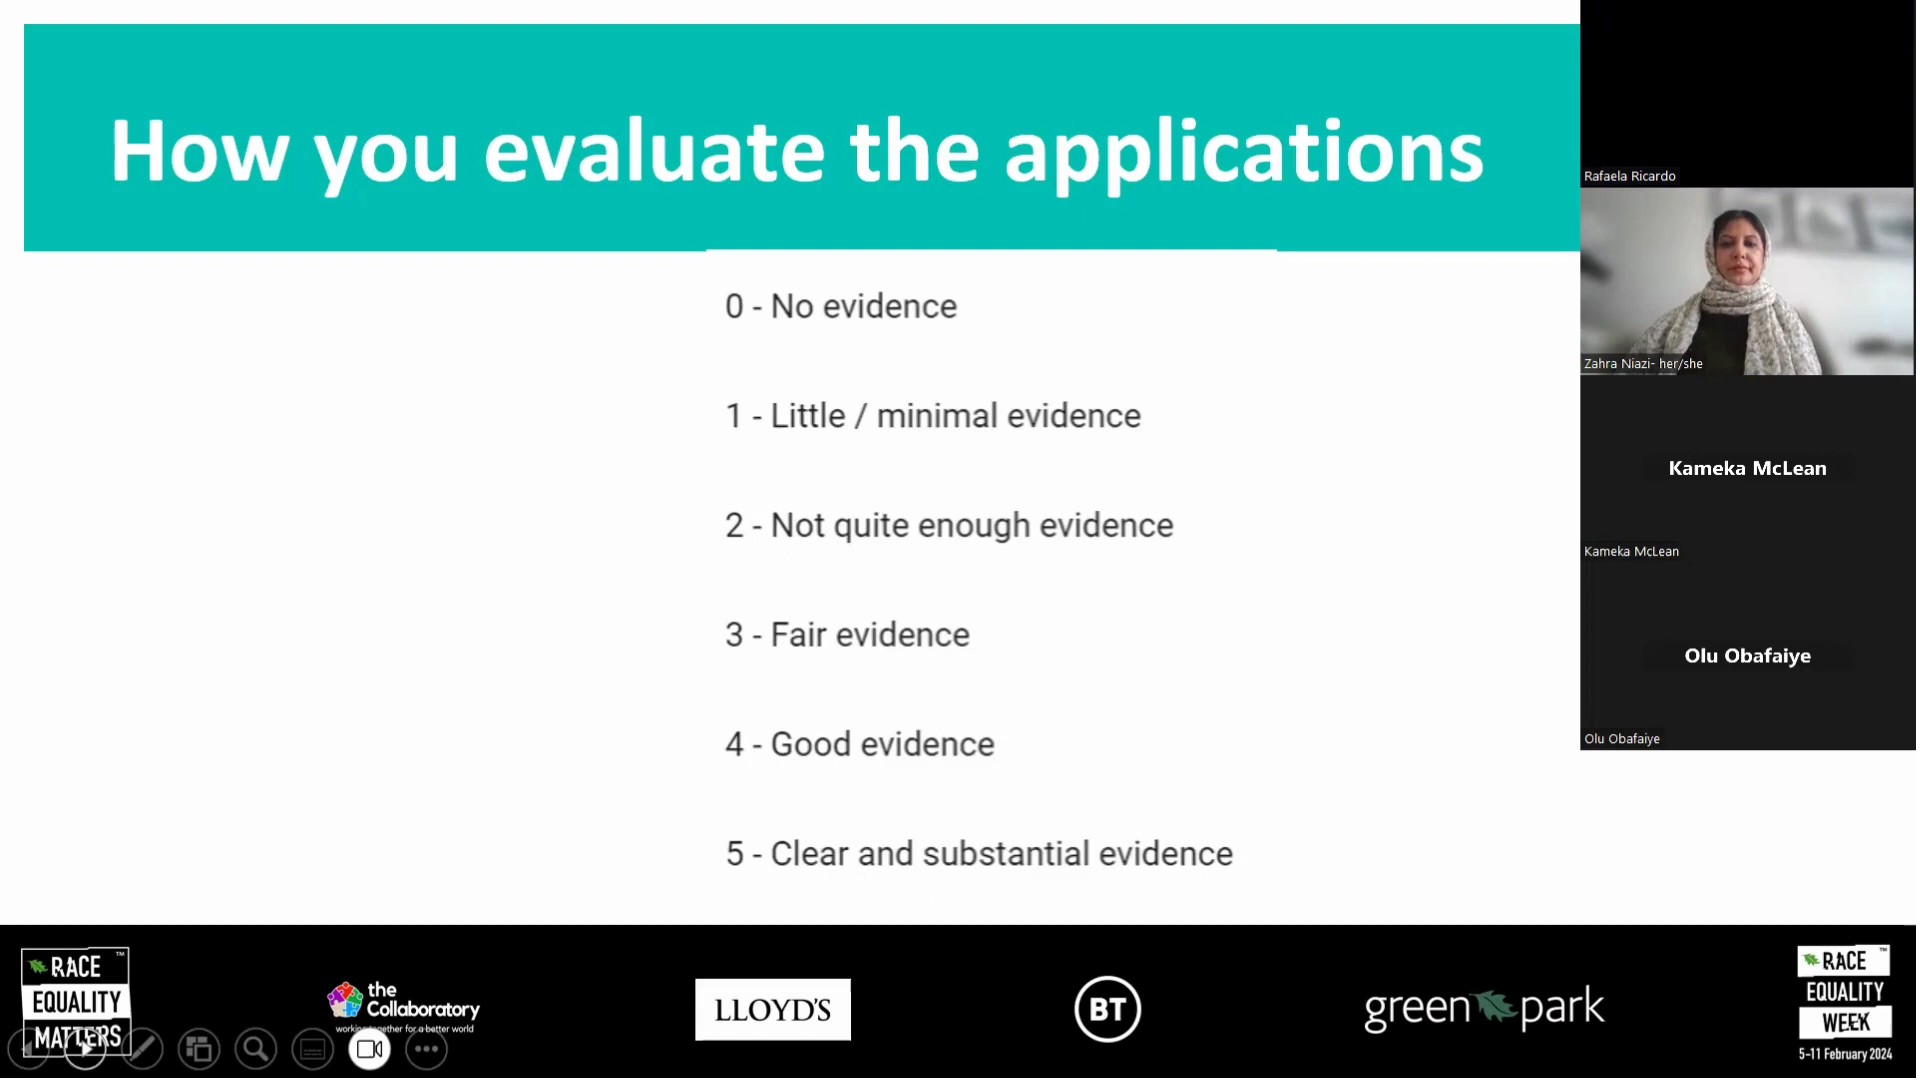 How you evaluate the applications
0 - No evidence
1 - Little / minimal evidence
2 - Not quite enough evidence
3 - Fair evidence
4 - Good evidence
5 - Clear and substantial evidence
Rafaela Ricardo
Zahra Niazi- her/she
Kameka McLean
Kameka McLean
Olu Obafaiye
Olu Obafaiye
RACE ™
EQUALITY
MATTERS
the
Collaboratory
working together for a better world
LLOYD'S
BT
green park
RACE ™
EQUALITY
WEEK
5-11 February 2024